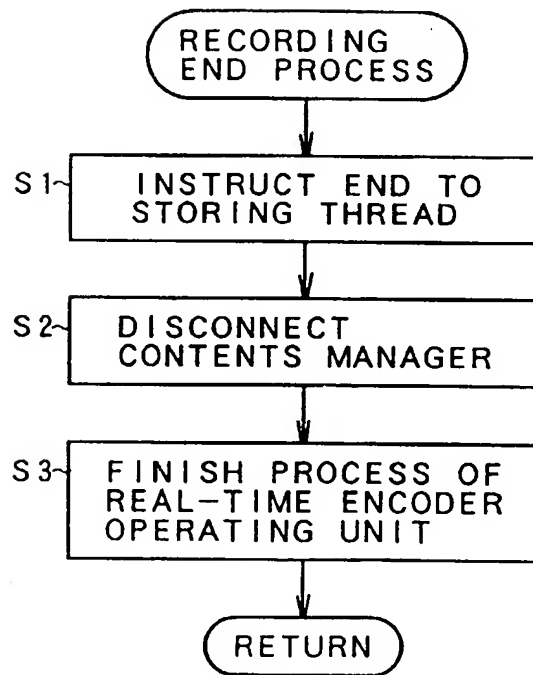 RECORDING
END PROCESS
S1~ INSTRUCT END TO
STORING THREAD
S2~ DISCONNECT
CONTENTS MANAGER
S3~ FINISH PROCESS OF
REAL-TIME ENCODER
OPERATING UNIT
RETURN